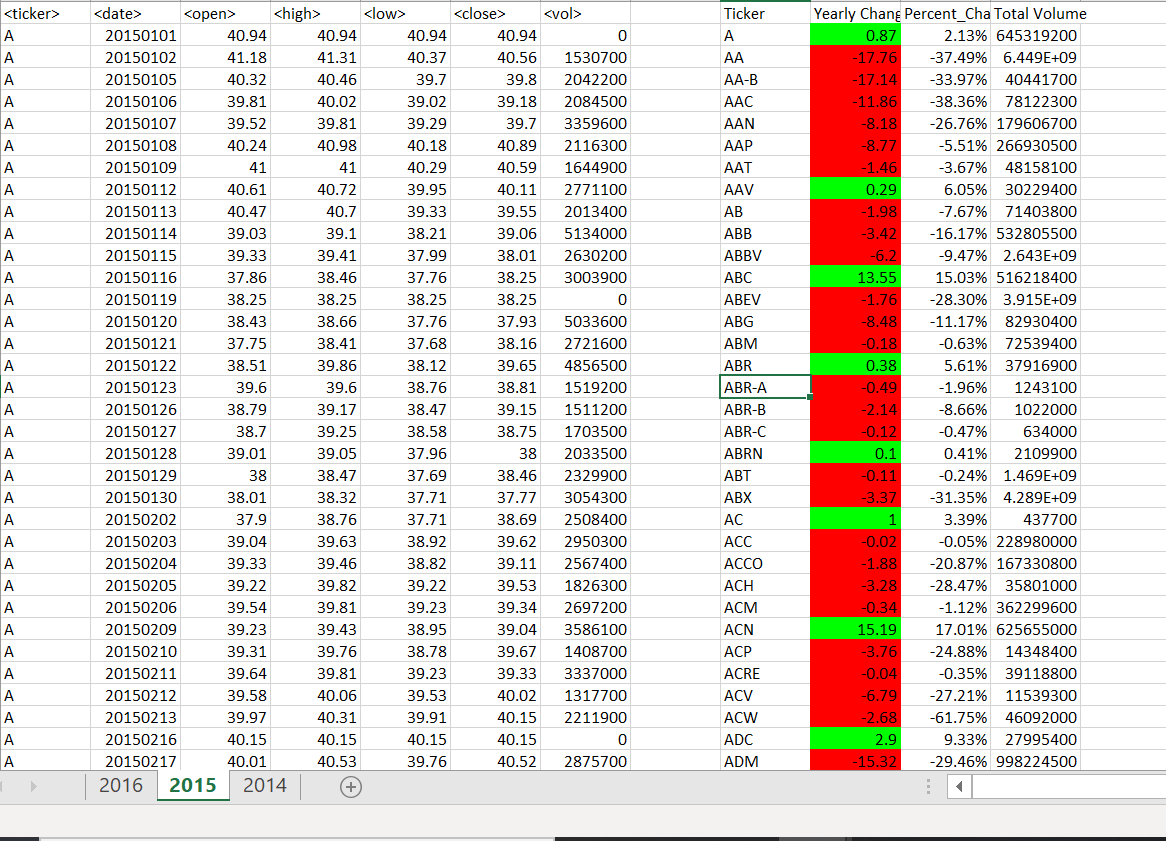 <ticker> <date> <open> <high> <low> <close> <vol> Ticker Yearly Chang Percent_Cha Total Volume
A 20150101 40.94 40.94 40.94 40.94 0 A 0.87 2.13% 645319200
A 20150102 41.18 41.31 40.37 40.56 1530700 AA -17.76 -37.49% 6.449E+09
A 20150105 40.32 40.46 39.7 39.8 2042200 AA-B -17.14 -33.97% 40441700
A 20150106 39.81 40.02 39.02 39.18 2084500 AAC -11.86 -38.36% 78122300
A 20150107 39.52 39.81 39.29 39.7 3359600 AAN -8.18 -26.76% 179606700
A 20150108 40.24 40.98 40.18 40.89 2116300 AAP -8.77 -5.51% 266930500
A 20150109 41 41 40.29 40.59 1644900 AAT -1.46 -3.67% 48158100
A 20150112 40.61 40.72 39.95 40.11 2771100 AAV 0.29 6.05% 30229400
A 20150113 40.47 40.7 39.33 39.55 2013400 AB -1.98 -7.67% 71403800
A 20150114 39.03 39.1 38.21 39.06 5134000 ABB -3.42 -16.17% 532805500
A 20150115 39.33 39.41 37.99 38.01 2630200 ABBV -6.2 -9.47% 2.643E+09
A 20150116 37.86 38.46 37.76 38.25 3003900 ABC 13.55 15.03% 516218400
A 20150119 38.25 38.25 38.25 38.25 0 ABEV -1.76 -28.30% 3.915E+09
A 20150120 38.43 38.66 37.76 37.93 5033600 ABG -8.48 -11.17% 82930400
A 20150121 37.75 38.41 37.68 38.16 2721600 ABM -0.18 -0.63% 72539400
A 20150122 38.51 39.86 38.12 39.65 4856500 ABR 0.38 5.61% 37916900
A 20150123 39.6 39.6 38.76 38.81 1519200 ABR-A -0.49 -1.96% 1243100
A 20150126 38.79 39.17 38.47 39.15 1511200 ABR-B -2.14 -8.66% 1022000
A 20150127 38.7 39.25 38.58 38.75 1703500 ABR-C -0.12 -0.47% 634000
A 20150128 39.01 39.05 37.96 38 2033500 ABRN 0.1 0.41% 2109900
A 20150129 38 38.47 37.69 38.46 2329900 ABT -0.11 -0.24% 1.469E+09
A 20150130 38.01 38.32 37.71 37.77 3054300 ABX -3.37 -31.35% 4.289E+09
A 20150202 37.9 38.76 37.71 38.69 2508400 AC 1 3.39% 437700
A 20150203 39.04 39.63 38.92 39.62 2950300 ACC -0.02 -0.05% 228980000
A 20150204 39.33 39.46 38.82 39.11 2567400 ACCO -1.88 -20.87% 167330800
A 20150205 39.22 39.82 39.22 39.53 1826300 ACH -3.28 -28.47% 35801000
A 20150206 39.54 39.81 39.23 39.34 2697200 ACM -0.34 -1.12% 362299600
A 20150209 39.23 39.43 38.95 39.04 3586100 ACN 15.19 17.01% 625655000
A 20150210 39.31 39.76 38.78 39.67 1408700 ACP -3.76 -24.88% 14348400
A 20150211 39.64 39.81 39.23 39.33 3337000 ACRE -0.04 -0.35% 39118800
A 20150212 39.58 40.06 39.53 40.02 1317700 ACV -6.79 -27.21% 11539300
A 20150213 39.97 40.31 39.91 40.15 2211900 ACW -2.68 -61.75% 46092000
A 20150216 40.15 40.15 40.15 40.15 0 ADC 2.9 9.33% 27995400
A 20150217 40.01 40.53 39.76 40.52 2875700 ADM -15.32 -29.46% 998224500
2016 2015 2014